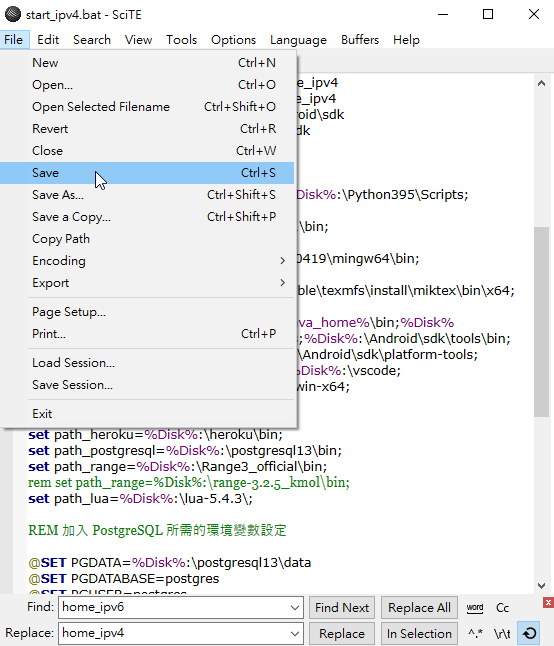 start_ipv4.bat - SciTE
File Edit Search View Tools Options Language Buffers Help
New Ctrl+N
Open... Ctrl+O
Open Selected Filename Ctrl+Shift+O
Revert Ctrl+R
Close Ctrl+W
Save Ctrl+S
Save As... Ctrl+Shift+S
Save a Copy... Ctrl+Shift+P
Copy Path
Encoding
Export
Page Setup...
Print... Ctrl+P
Load Session...
Save Session...
Exit
e_ipv4
e_ipv4
roid\sdk
dk
Disk%:\Python395\Scripts;
\bin;
0419\mingw64\bin;
ble\texmfs\install\miktex\bin\x64;
ava_home%\bin;%Disk%
;%Disk%:\Android\sdk\tools\bin;
\Android\sdk\platform-tools;
Disk%:\vscode;
win-x64;
set path_heroku=%Disk%:\heroku\bin;
set path_postgresql=%Disk%:\postgresql13\bin;
set path_range=%Disk%:\Range3_official\bin;
rem set path_range=%Disk%:\range-3.2.5_kmol\bin;
set path_lua=%Disk%:\lua-5.4.3\;
REM 加入 PostgreSQL 所需的環境變數設定
@SET PGDATA=%Disk%:\postgresql13\data
@SET PGDATABASE=postgres
@SET PGUSER=postgres
Find: home_ipv6 Find Next Replace All word Cc
Replace: home_ipv4 Replace In Selection ^.* \r\t